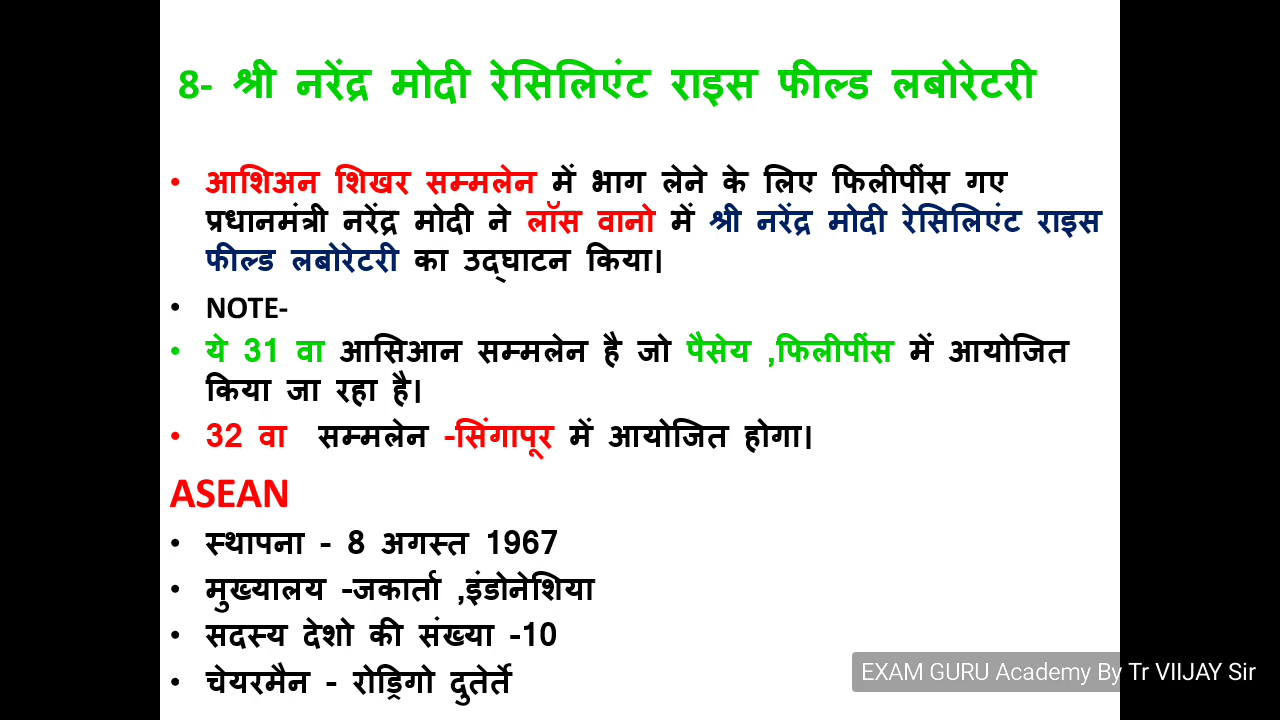 8- श्री नरेंद्र मोदी रेसिलिएंट राइस फील्ड लबोरेटरी
• आशिअन शिखर सम्मलेन में भाग लेने के लिए फिलीपींस गए
प्रधानमंत्री नरेंद्र मोदी ने लॉस वानो में श्री नरेंद्र मोदी रेसिलिएंट राइस
फील्ड लबोरेटरी का उद्घाटन किया।
• NOTE-
• ये 31 वा आसिआन सम्मलेन है जो पैसेय ,फिलीपींस में आयोजित
किया जा रहा है।
• 32 वा सम्मलेन -सिंगापूर में आयोजित होगा।
ASEAN
• स्थापना - 8 अगस्त 1967
• मुख्यालय -जकार्ता ,इंडोनेशिया
• सदस्य देशो की संख्या -10
• चेयरमैन - रोड्रिगो दुतेर्ते
EXAM GURU Academy By Tr VIIJAY Sir